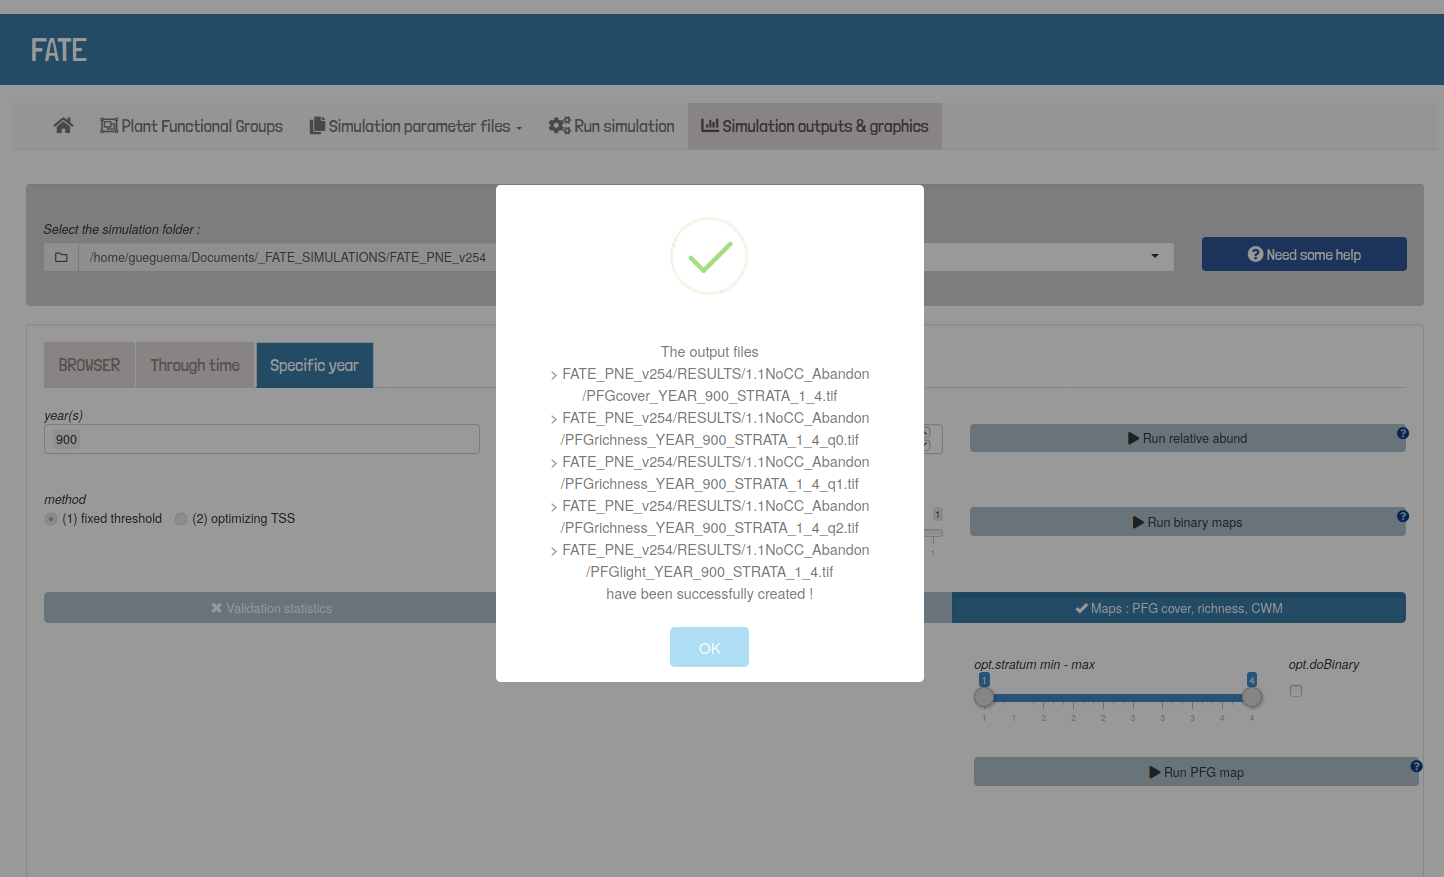 FATE
Plant Functional Groups
Simulation parameter files
Run simulation
Simulation outputs & graphics
Select the simulation folder :
/home/gueguema/Documents/_FATE_SIMULATIONS/FATE_PNE_v254
Need some help
BROWSER
Through time
Specific year
year(s)
900
Run relative abund
method
(1) fixed threshold
(2) optimizing TSS
1
1
Run binary maps
Validation statistics
Maps : PFG cover, richness, CWM
opt.stratum min - max
opt.doBinary
1
4
1 1 2 2 2 3 3 3 4 4
Run PFG map
The output files
> FATE_PNE_v254/RESULTS/1.1NoCC_Abandon
/PFGcover_YEAR_900_STRATA_1_4.tif
> FATE_PNE_v254/RESULTS/1.1NoCC_Abandon
/PFGrichness_YEAR_900_STRATA_1_4_q0.tif
> FATE_PNE_v254/RESULTS/1.1NoCC_Abandon
/PFGrichness_YEAR_900_STRATA_1_4_q1.tif
> FATE_PNE_v254/RESULTS/1.1NoCC_Abandon
/PFGrichness_YEAR_900_STRATA_1_4_q2.tif
> FATE_PNE_v254/RESULTS/1.1NoCC_Abandon
/PFGlight_YEAR_900_STRATA_1_4.tif
have been successfully created !
OK